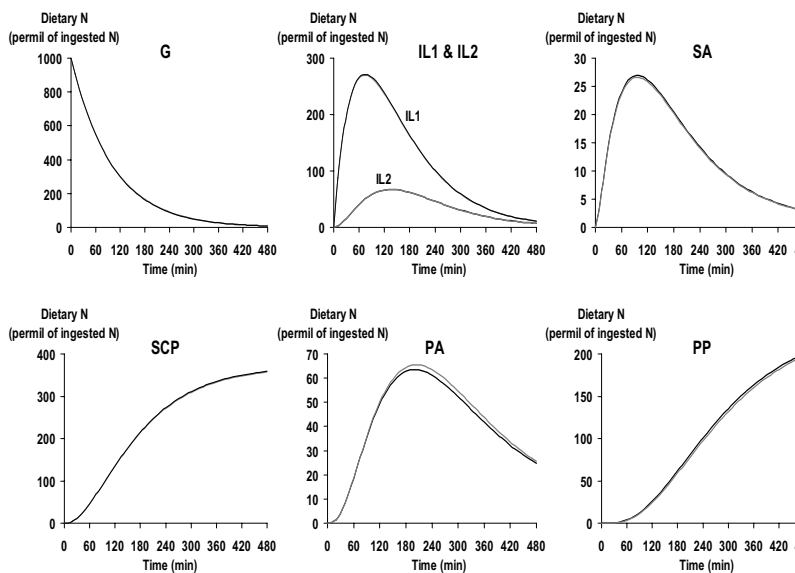 Dietary N
(permil of ingested N)
G
1000
800
600
400
200
0
0 60 120 180 240 300 360 420 480
Time (min)
Dietary N
(permil of ingested N)
IL1 & IL2
300
200
100
0
IL1
IL2
0 60 120 180 240 300 360 420 480
Time (min)
Dietary N
(permil of ingested N)
SA
30
25
20
15
10
5
0
0 60 120 180 240 300 360 420 48
Time (min)
Dietary N
(permil of ingested N)
SCP
400
300
200
100
0
0 60 120 180 240 300 360 420 480
Time (min)
Dietary N
(permil of ingested N)
PA
70
60
50
40
30
20
10
0
0 60 120 180 240 300 360 420 480
Time (min)
Dietary N
(permil of ingested N)
PP
200
150
100
50
0
0 60 120 180 240 300 360 420 48
Time (min)